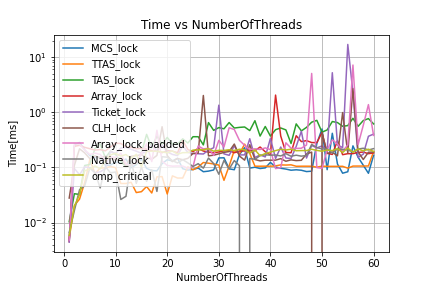 Time vs NumberOfThreads
MCS_lock
TTAS_lock
TAS_lock
Array_lock
Ticket_lock
CLH_lock
Array_lock_padded
Native_lock
omp_critical
Time[ms]
10¹
10⁰
10⁻¹
10⁻²
0 10 20 30 40 50 60
NumberOfThreads